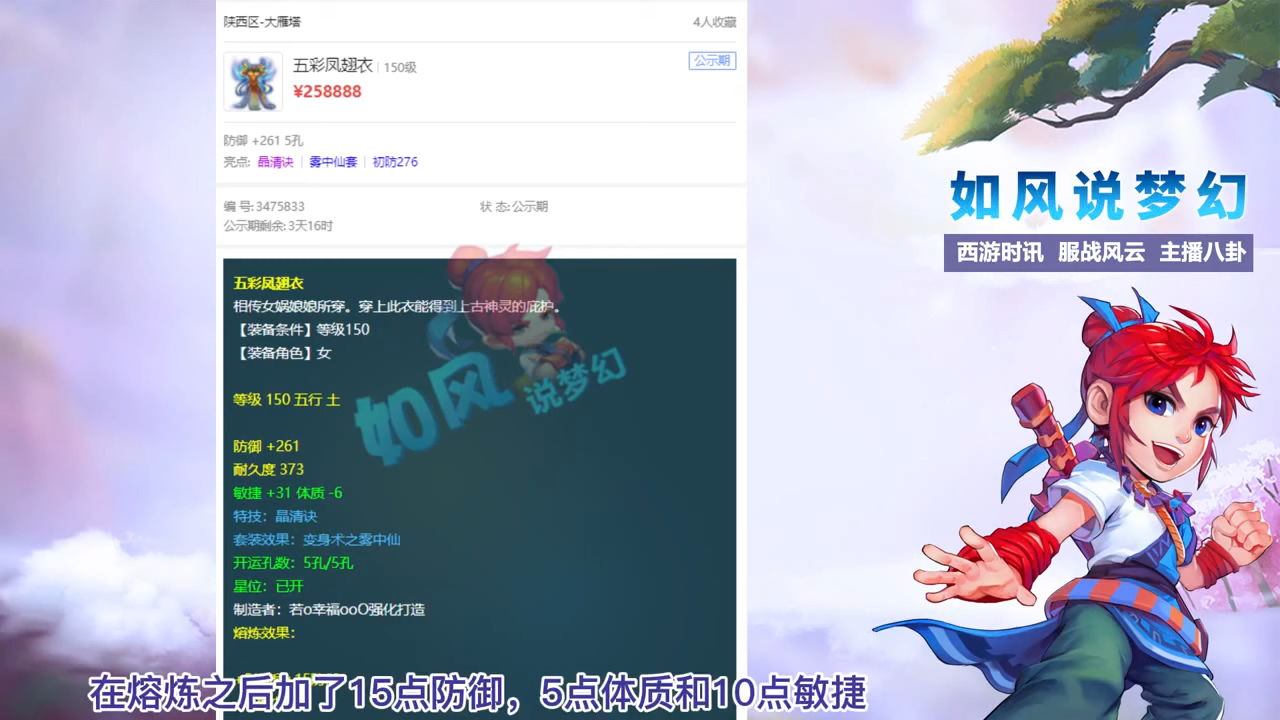 陕西区-大雁塔
4人收藏
五彩凤翅衣 150级
公示期
¥258888
防御 +261 5孔
亮点: 晶清诀 雾中仙套 初防276
编 号: 3475833
状 态: 公示期
公示期剩余: 3天16时
五彩凤翅衣
相传女娲娘娘所穿。穿上此衣能得到上古神灵的庇护。
【装备条件】等级150
【装备角色】女
等级 150 五行 土
防御 +261
耐久度 373
敏捷 +31 体质 -6
特技：晶清诀
套装效果：变身术之雾中仙
开运孔数：5孔/5孔
星位：已开
制造者：若o幸福ooO强化打造
熔炼效果：
在熔炼之后加了15点防御，5点体质和10点敏捷
如风说梦幻
西游时讯 服战风云 主播八卦
如风说梦幻